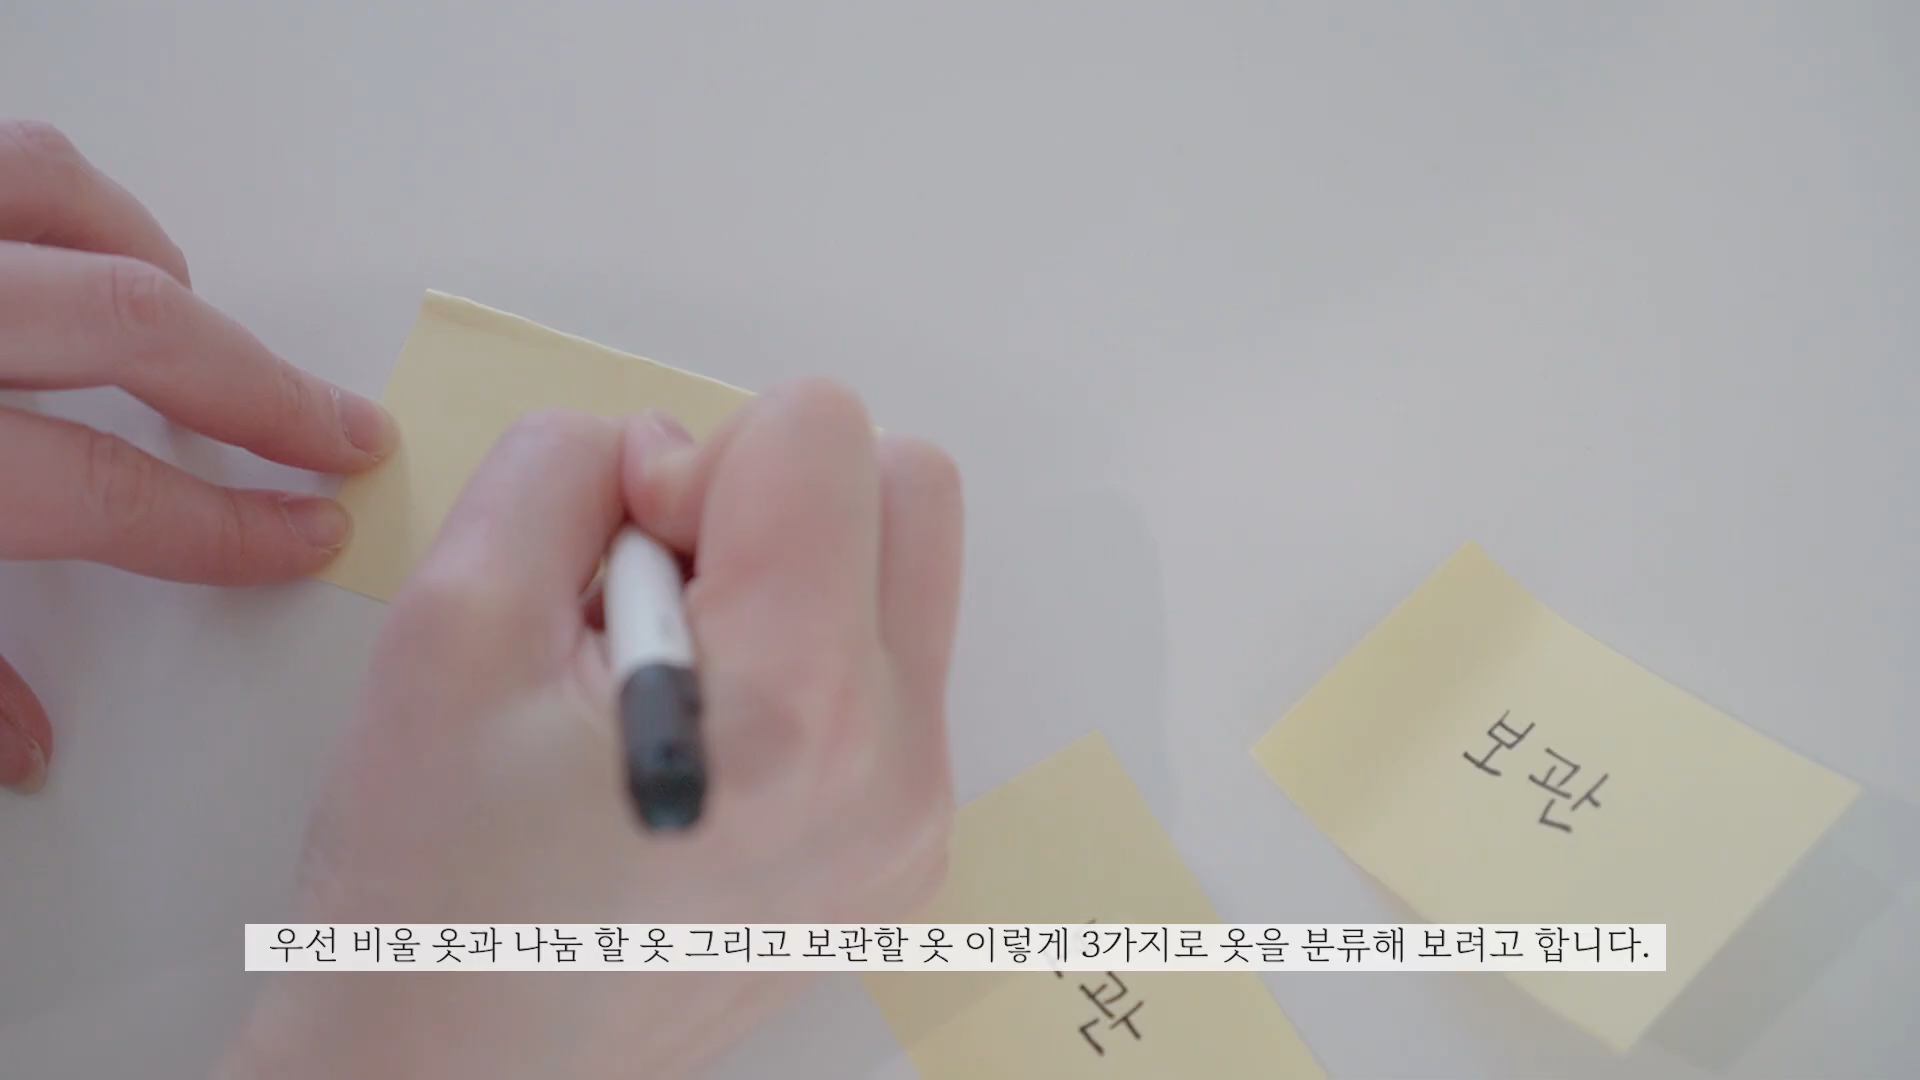 보관
우선 비울 옷과 나눔 할 옷 그리고 보관할 옷 이렇게 3가지로 옷을 분류해 보려고 합니다.
관